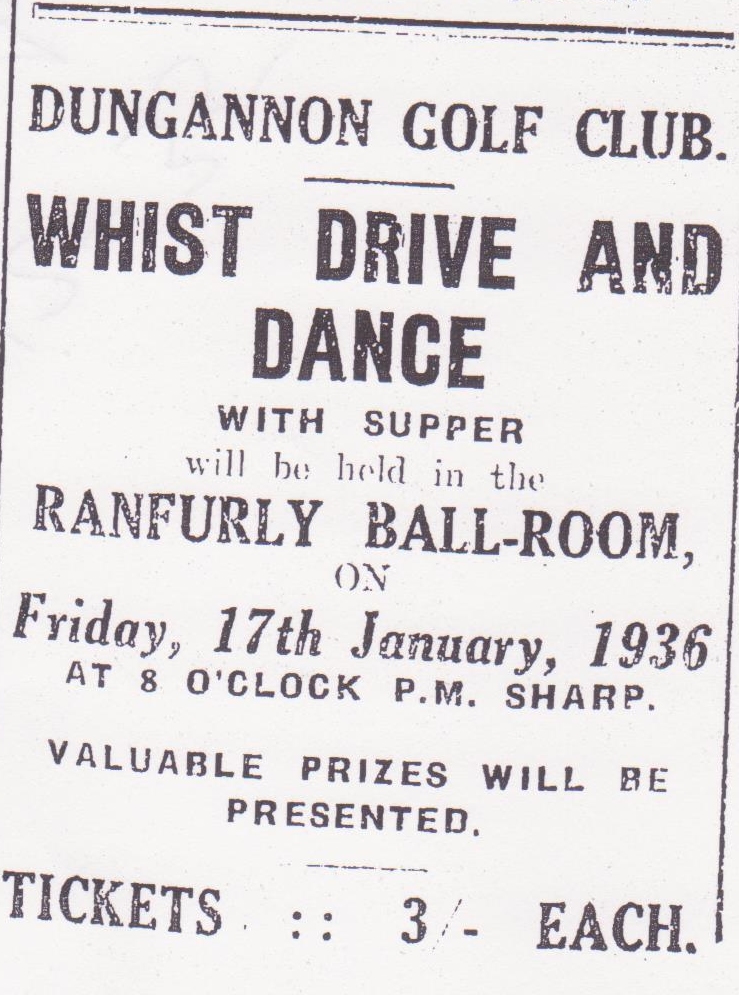 DUNGANNON GOLF CLUB.
WHIST DRIVE AND
DANCE
WITH SUPPER
will be held in the
RANFURLY BALL-ROOM,
ON
Friday, 17th January, 1936
AT 8 O'CLOCK P.M. SHARP.
VALUABLE PRIZES WILL BE
PRESENTED.
TICKETS :: 3/- EACH.